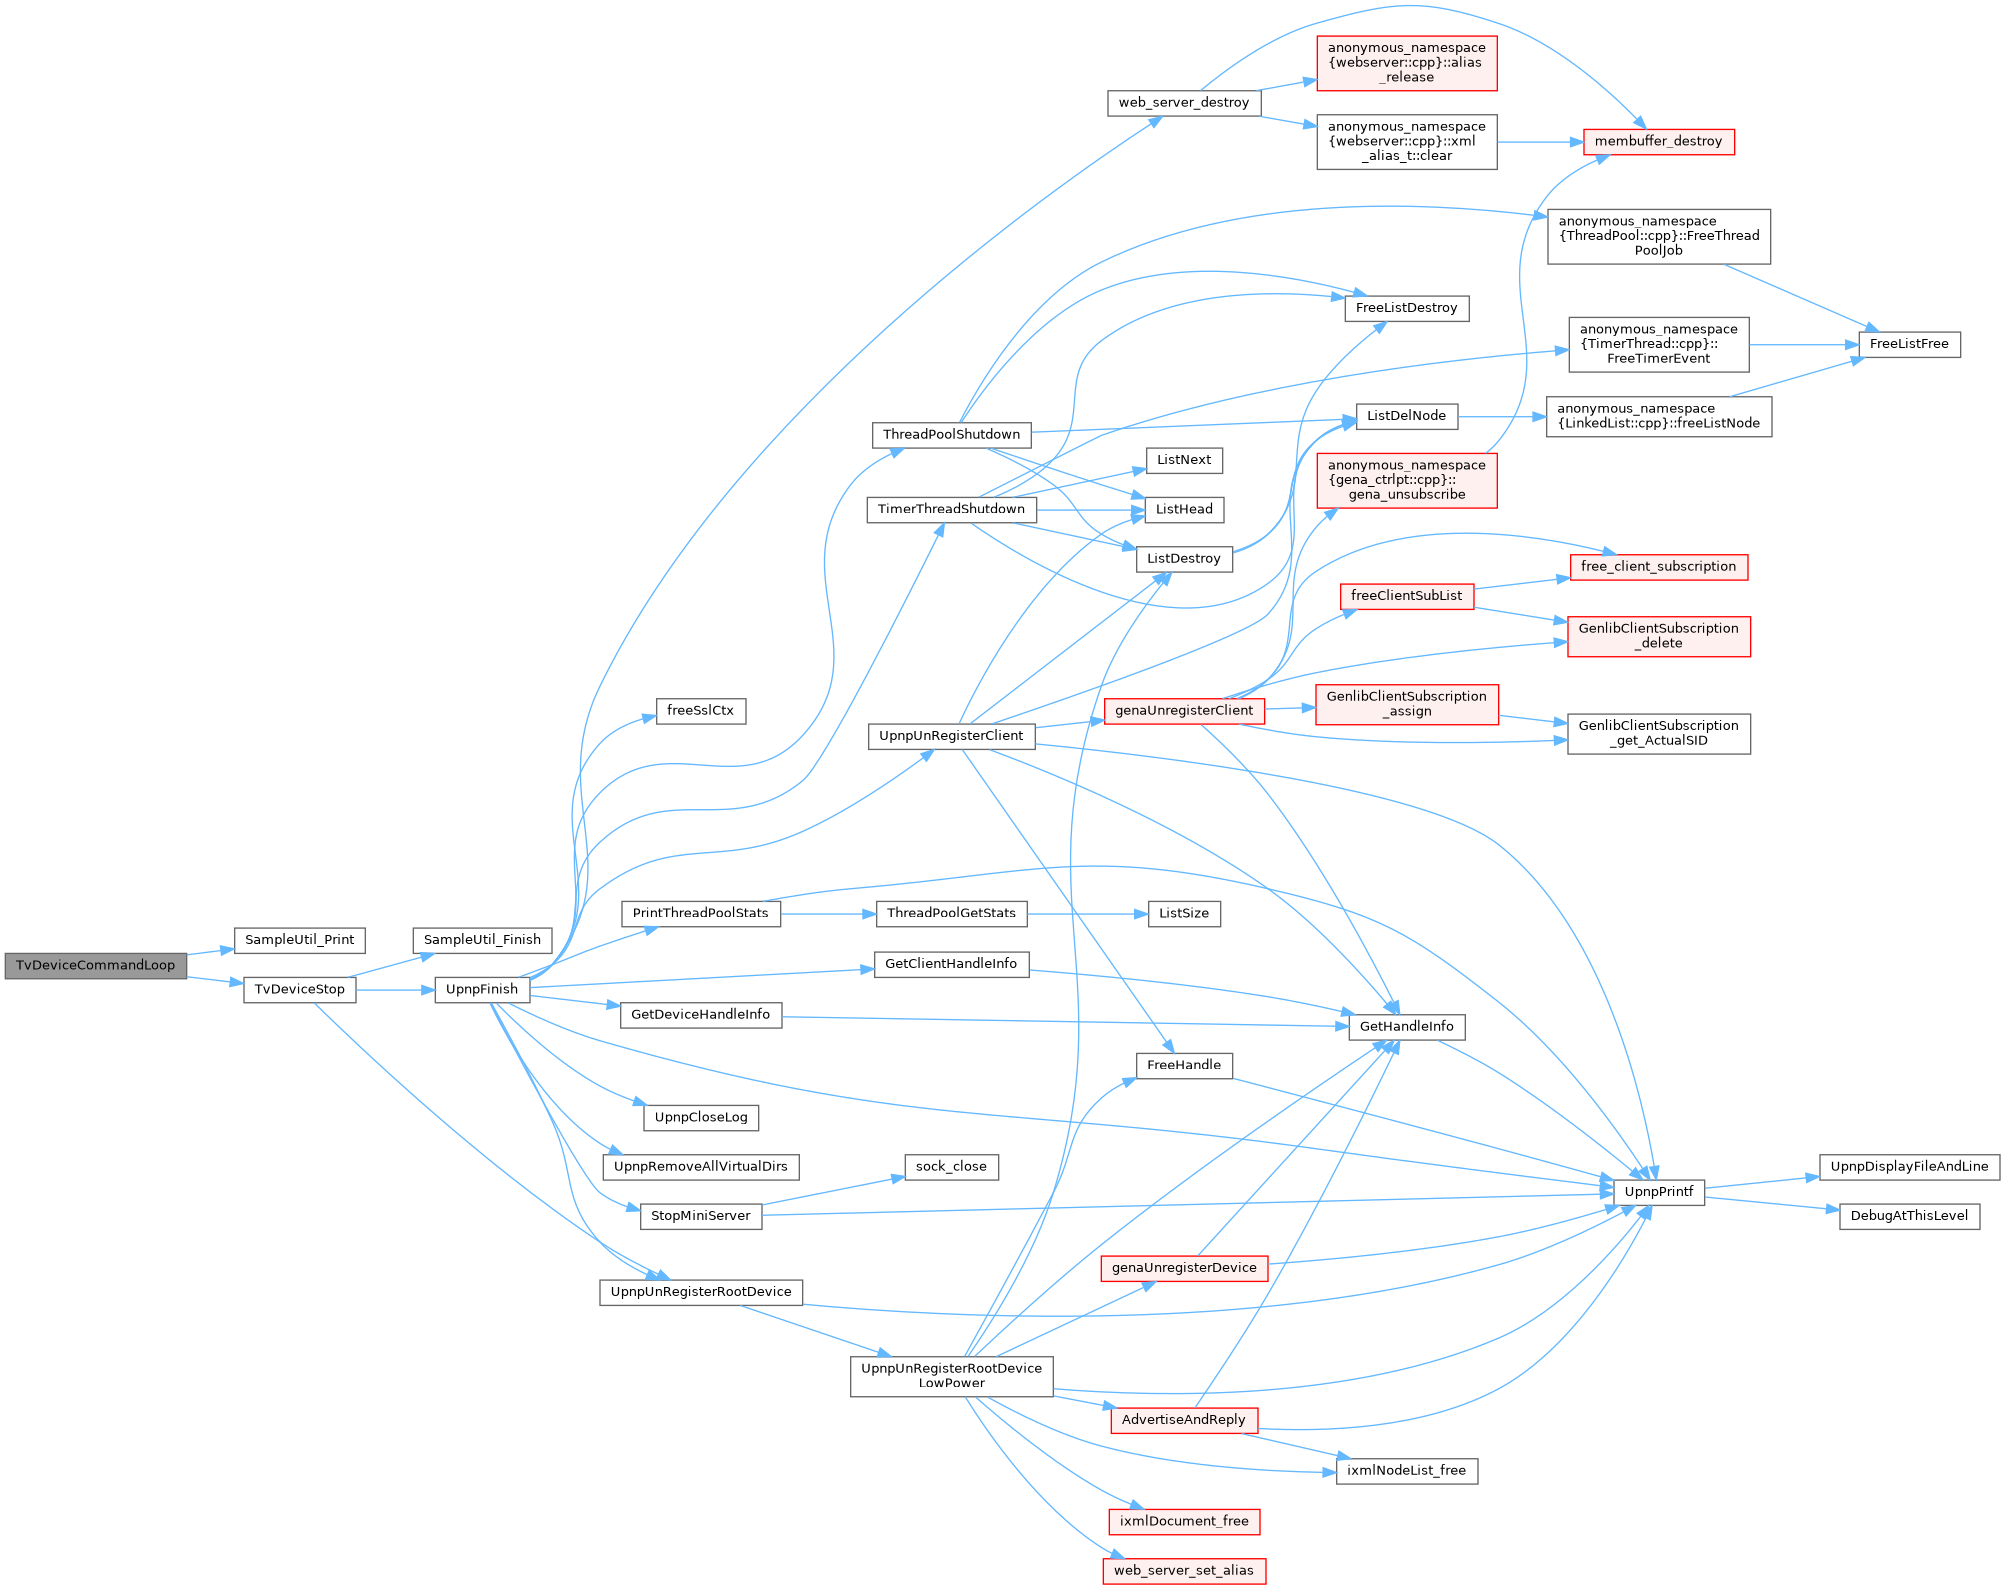 TvDeviceCommandLoop
SampleUtil_Print
TvDeviceStop
SampleUtil_Finish
UpnpFinish
freeSslCtx
PrintThreadPoolStats
GetDeviceHandleInfo
UpnpCloseLog
UpnpRemoveAllVirtualDirs
StopMiniServer
UpnpUnRegisterRootDevice
ThreadPoolShutdown
TimerThreadShutdown
UpnpUnRegisterClient
ThreadPoolGetStats
GetClientHandleInfo
sock_close
UpnpUnRegisterRootDevice
LowPower
web_server_destroy
ListNext
ListHead
ListDestroy
genaUnregisterClient
ListSize
FreeHandle
genaUnregisterDevice
AdvertiseAndReply
ixmlDocument_free
web_server_set_alias
anonymous_namespace
{webserver::cpp}::alias
_release
anonymous_namespace
{webserver::cpp}::xml
_alias_t::clear
FreeListDestroy
ListDelNode
anonymous_namespace
{gena_ctrlpt::cpp}::
gena_unsubscribe
freeClientSubList
GenlibClientSubscription
_assign
GetHandleInfo
ixmlNodeList_free
membuffer_destroy
anonymous_namespace
{ThreadPool::cpp}::FreeThread
PoolJob
anonymous_namespace
{TimerThread::cpp}::
FreeTimerEvent
anonymous_namespace
{LinkedList::cpp}::freeListNode
free_client_subscription
GenlibClientSubscription
_delete
GenlibClientSubscription
_get_ActualSID
UpnpPrintf
FreeListFree
UpnpDisplayFileAndLine
DebugAtThisLevel